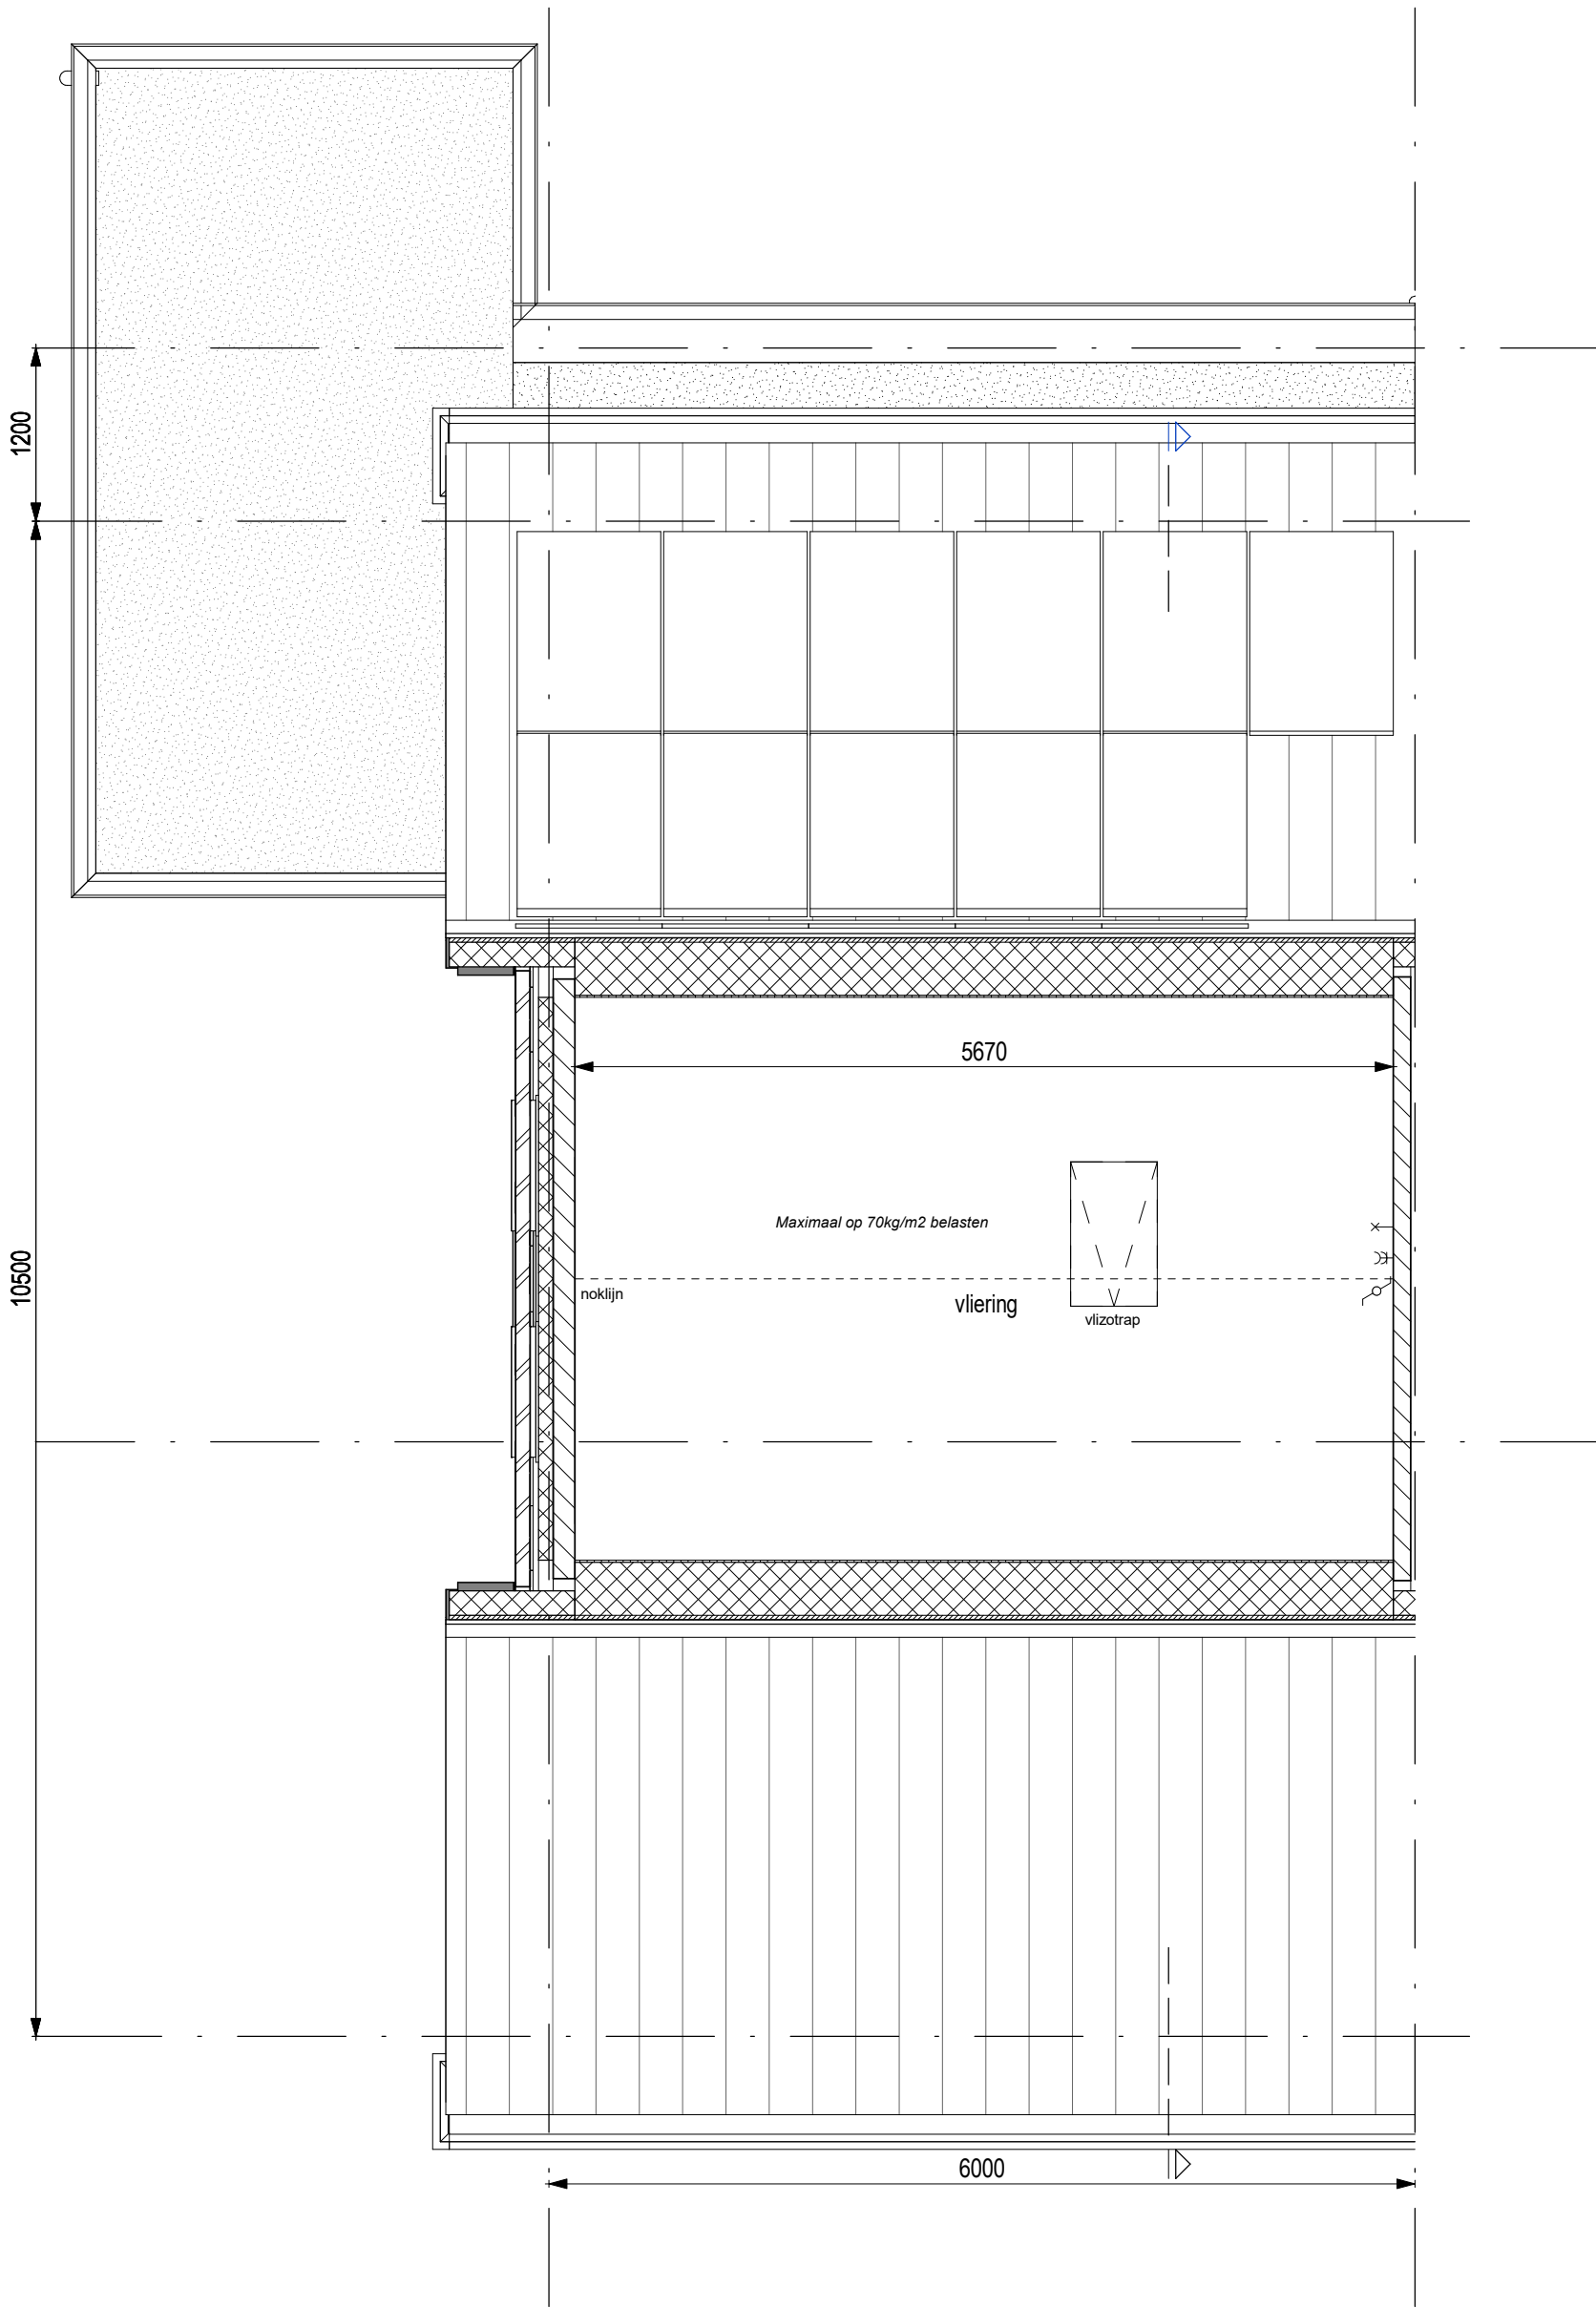 1200
5670
Maximaal op 70kg/m2 belasten
10500
noklijn
vliering
vlizotrap
6000